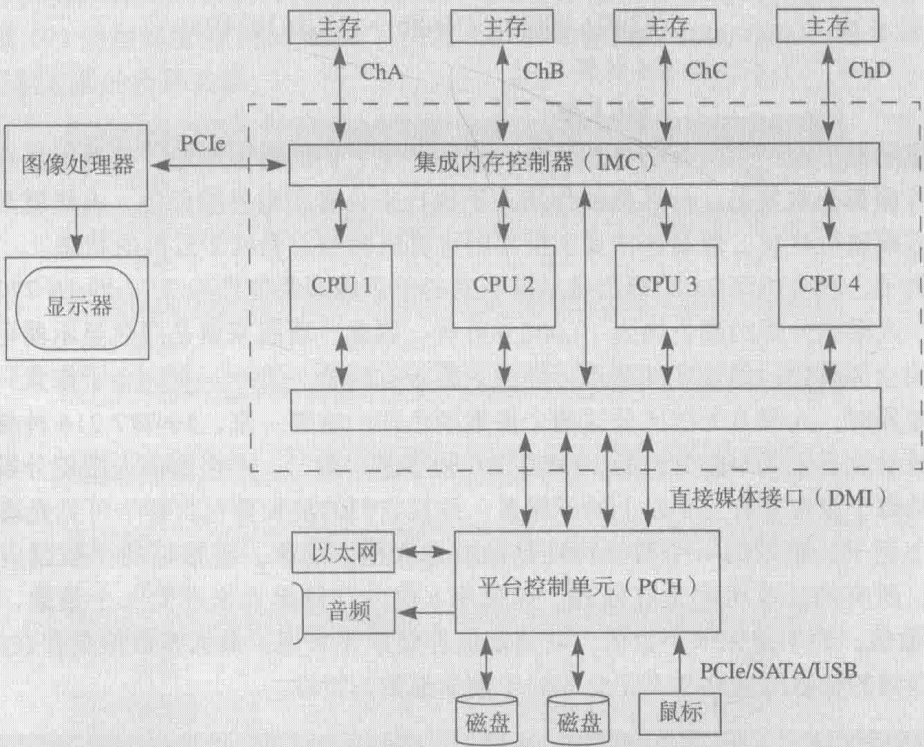 主存 主存 主存 主存
ChA ChB ChC ChD
PCIe
图像处理器
集成内存控制器（IMC）
显示器
CPU 1 CPU 2 CPU 3 CPU 4
直接媒体接口（DMI）
以太网
平台控制单元（PCH）
音频
PCIe/SATA/USB
磁盘 磁盘 鼠标